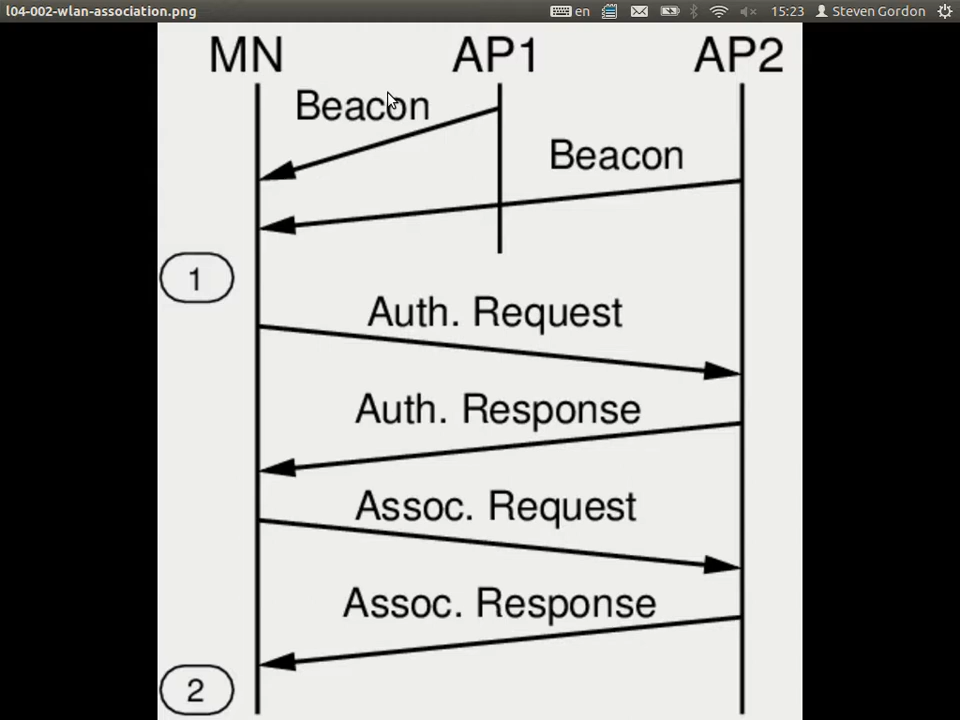 l04-002-wlan-association.png en 15:23 Steven Gordon
MN AP1 AP2
Beacon
Beacon
1
Auth. Request
Auth. Response
Assoc. Request
Assoc. Response
2